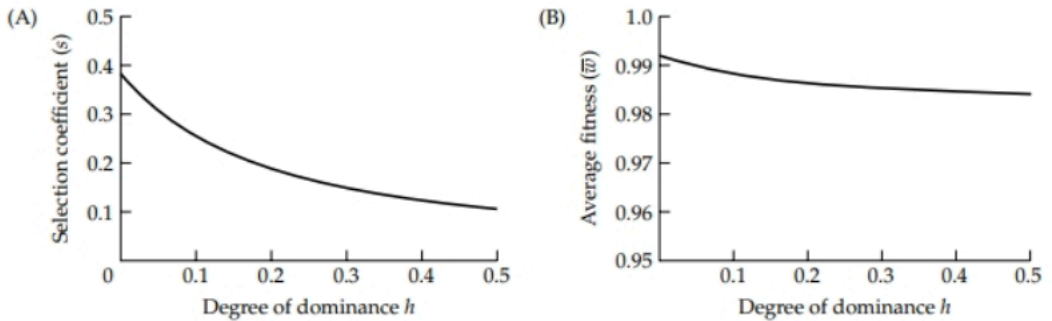 (A)
Selection coefficient (s)
0.5
0.4
0.3
0.2
0.1
0 0.1 0.2 0.3 0.4 0.5
Degree of dominance h
(B)
Average fitness (w̅)
1.0
0.99
0.98
0.97
0.96
0.95
0.1 0.2 0.3 0.4 0.5
Degree of dominance h